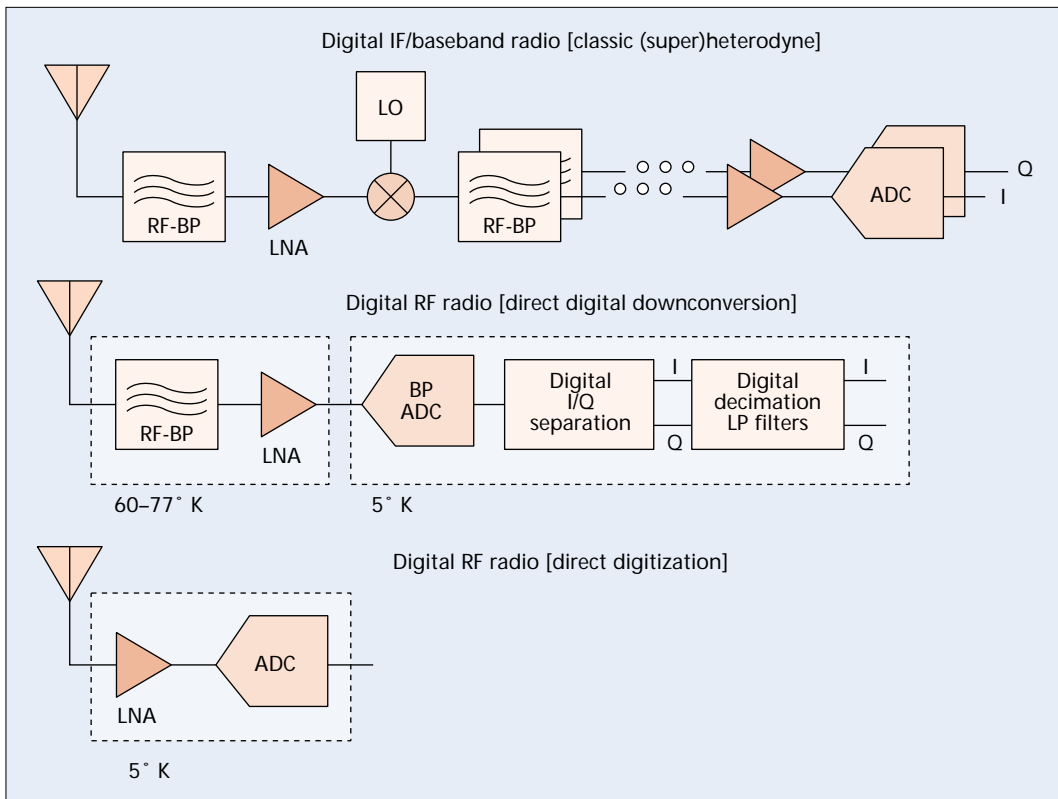 Digital IF/baseband radio [classic (super)heterodyne]
LO
RF-BP
LNA
RF-BP
ADC
Q
I
Digital RF radio [direct digital downconversion]
RF-BP
LNA
BP
ADC
Digital
I/Q
separation
I
Q
Digital
decimation
LP filters
I
Q
60–77˚ K
5˚ K
Digital RF radio [direct digitization]
LNA
ADC
5˚ K